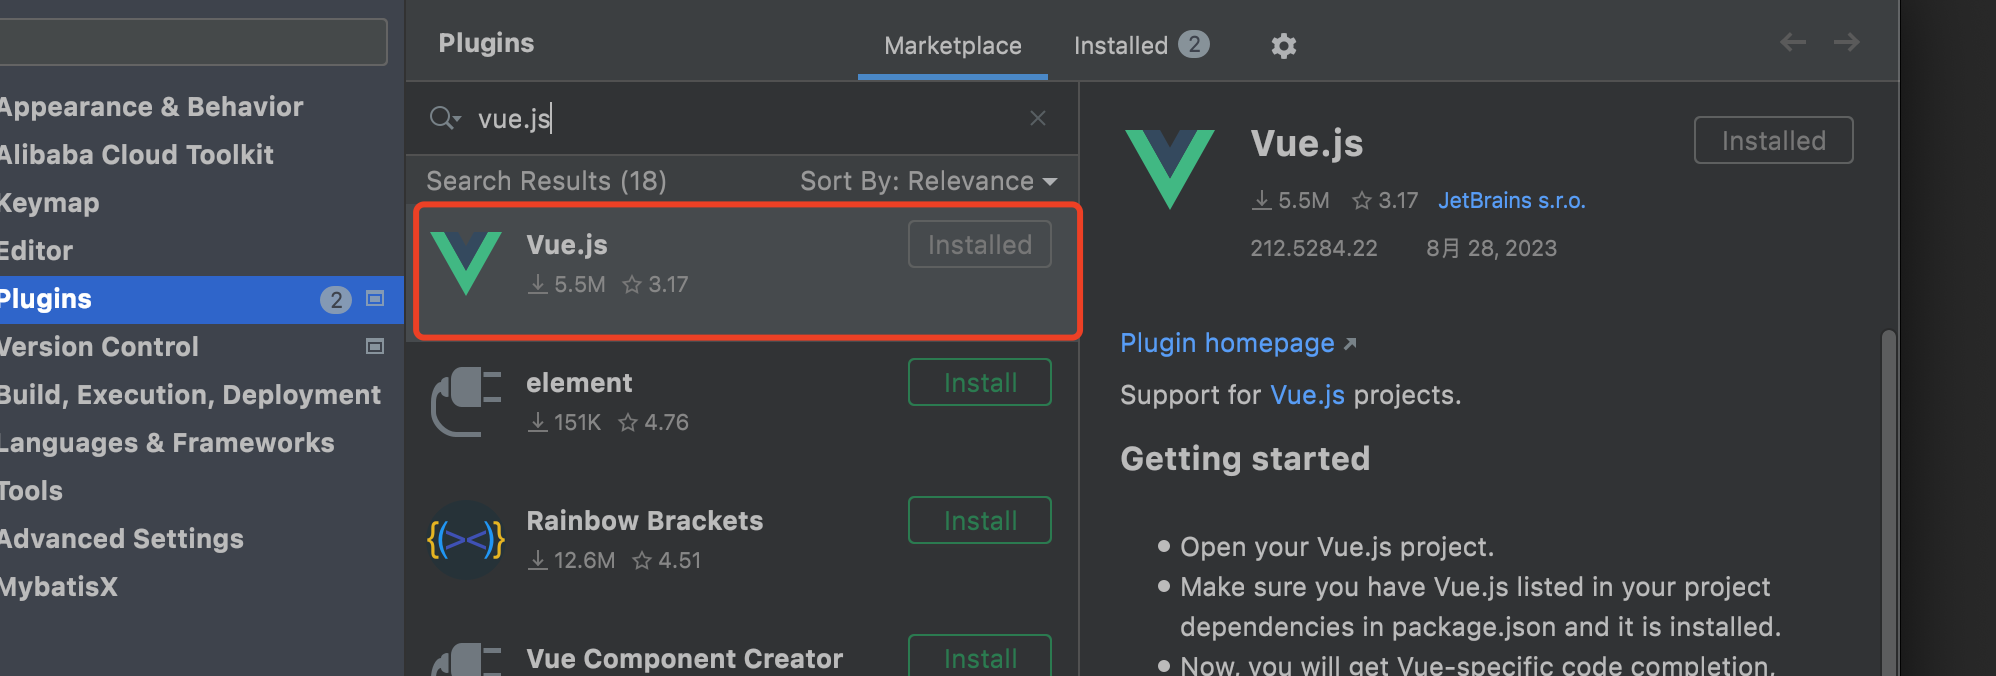 Plugins
Marketplace
Installed 2
Appearance & Behavior
Alibaba Cloud Toolkit
Keymap
Editor
Plugins 2
Version Control
Build, Execution, Deployment
Languages & Frameworks
Tools
Advanced Settings
MybatisX
vue.js
Search Results (18)
Sort By: Relevance
Vue.js
Installed
5.5M 3.17
element
Install
151K 4.76
Rainbow Brackets
Install
12.6M 4.51
Vue Component Creator
Install
Vue.js
Installed
5.5M 3.17 JetBrains s.r.o.
212.5284.22 8月 28, 2023
Plugin homepage
Support for Vue.js projects.
Getting started
Open your Vue.js project.
Make sure you have Vue.js listed in your project
dependencies in package.json and it is installed.
Now, you will get Vue-specific code completion,